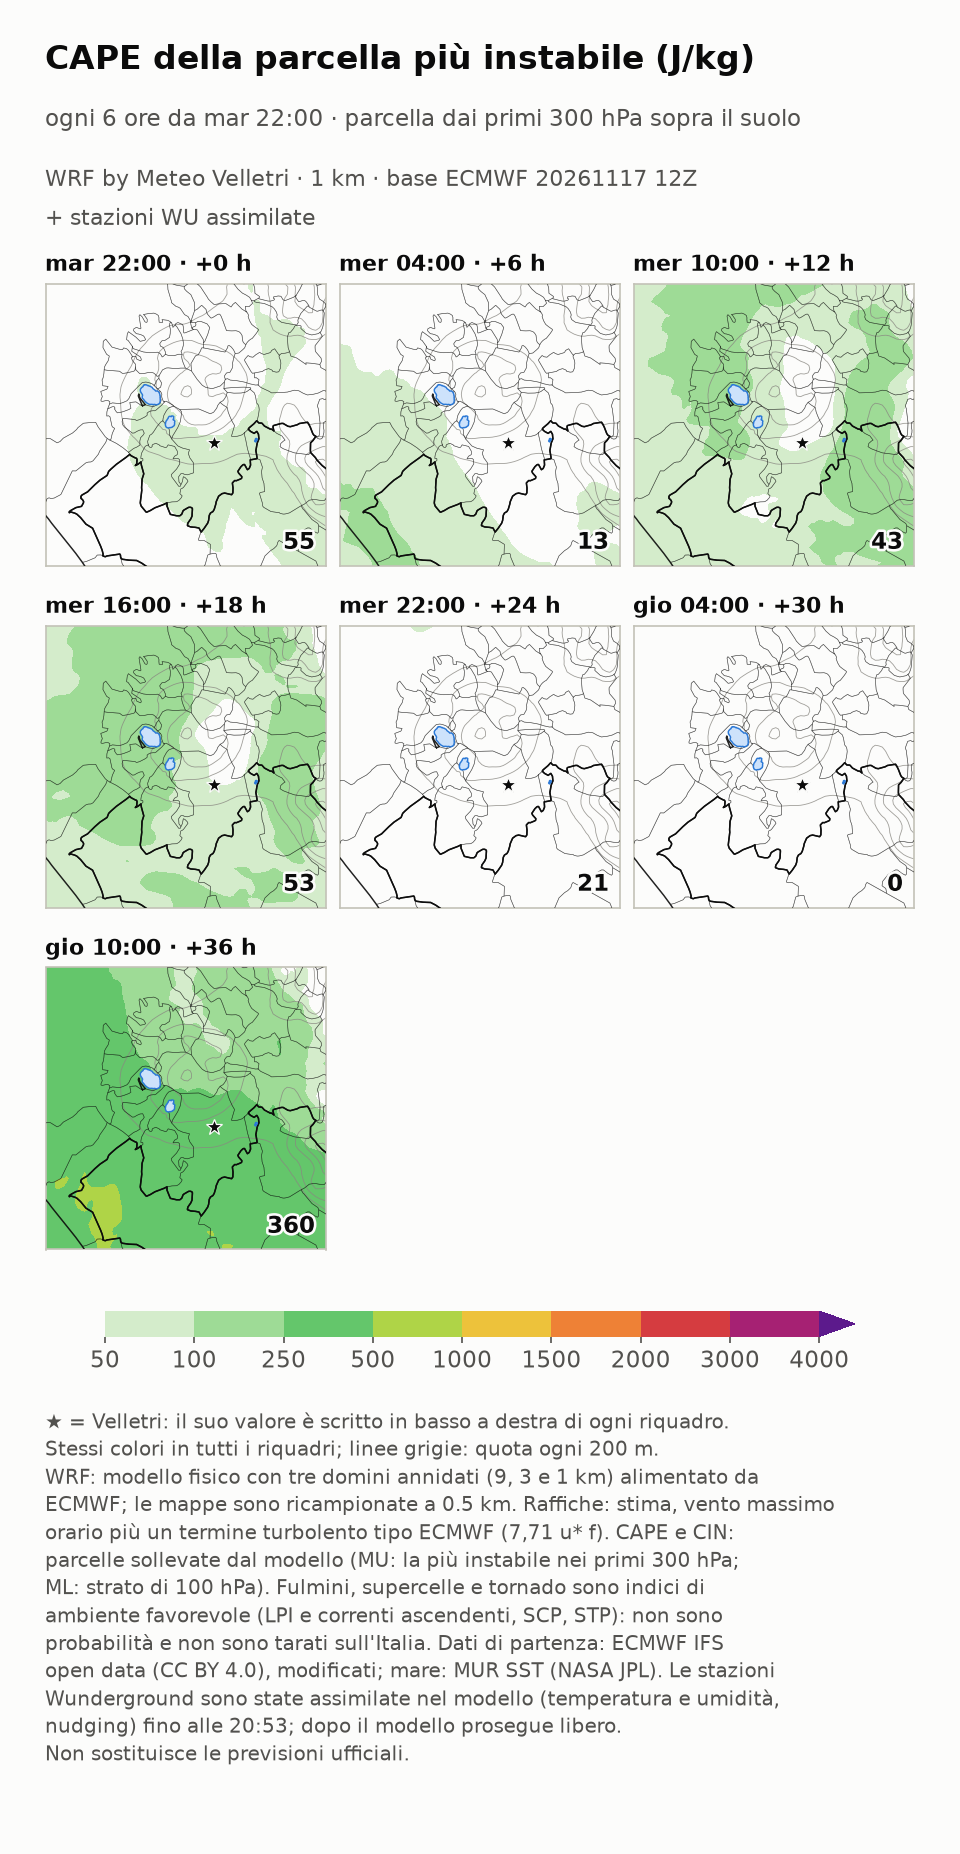 CAPE della parcella più instabile (J/kg)
ogni 6 ore da mar 22:00 · parcella dai primi 300 hPa sopra il suolo
WRF by Meteo Velletri · 1 km · base ECMWF 20261117 12Z
+ stazioni WU assimilate
mar 22:00 · +0 h
mer 04:00 · +6 h
mer 10:00 · +12 h
55
13
43
mer 16:00 · +18 h
mer 22:00 · +24 h
gio 04:00 · +30 h
53
21
0
gio 10:00 · +36 h
360
50 100 250 500 1000 1500 2000 3000 4000
★ = Velletri: il suo valore è scritto in basso a destra di ogni riquadro.
Stessi colori in tutti i riquadri; linee grigie: quota ogni 200 m.
WRF: modello fisico con tre domini annidati (9, 3 e 1 km) alimentato da
ECMWF; le mappe sono ricampionate a 0.5 km. Raffiche: stima, vento massimo
orario più un termine turbolento tipo ECMWF (7,71 u* f). CAPE e CIN:
parcelle sollevate dal modello (MU: la più instabile nei primi 300 hPa;
ML: strato di 100 hPa). Fulmini, supercelle e tornado sono indici di
ambiente favorevole (LPI e correnti ascendenti, SCP, STP): non sono
probabilità e non sono tarati sull'Italia. Dati di partenza: ECMWF IFS
open data (CC BY 4.0), modificati; mare: MUR SST (NASA JPL). Le stazioni
Wunderground sono state assimilate nel modello (temperatura e umidità,
nudging) fino alle 20:53; dopo il modello prosegue libero.
Non sostituisce le previsioni ufficiali.